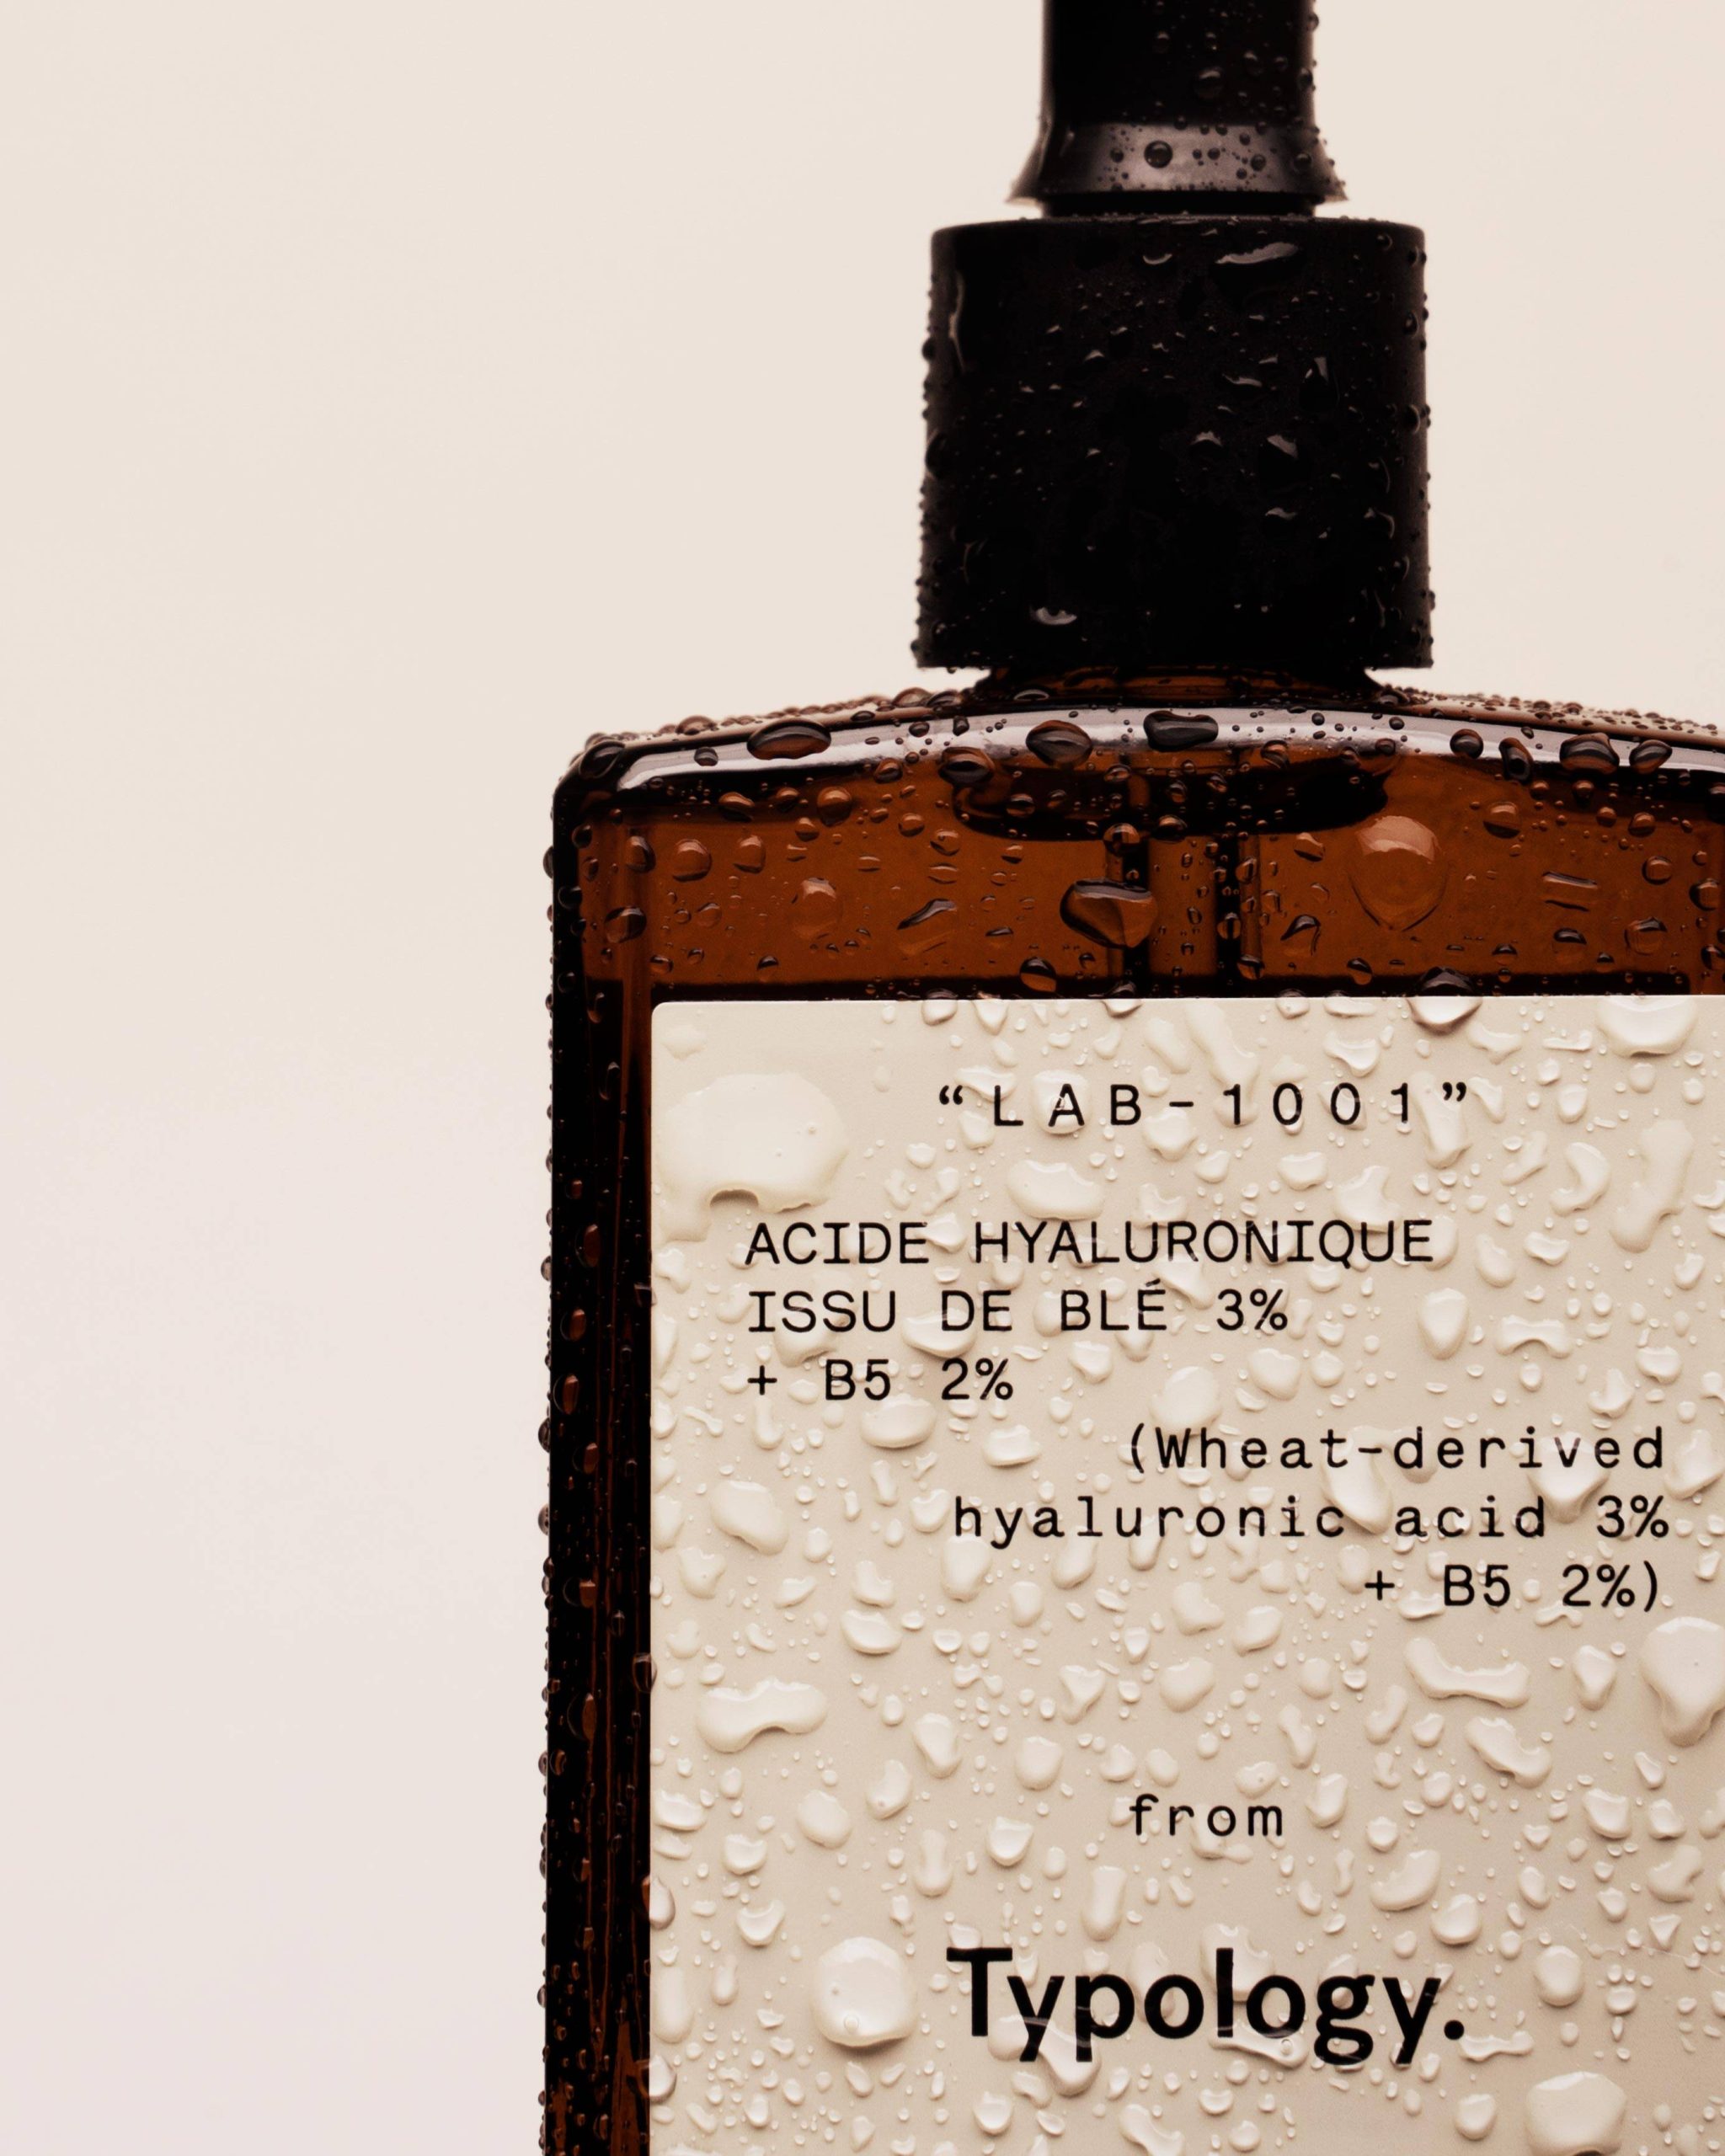 “LAB-1001”
ACIDE HYALURONIQUE
ISSU DE BLÉ 3%
+ B5 2%
(Wheat-derived
hyaluronic acid 3%
+ B5 2%)
from
Typology.